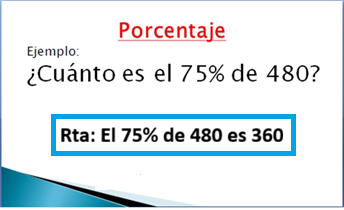 Porcentaje
Ejemplo:
¿Cuánto es el 75% de 480?
Rta: El 75% de 480 es 360